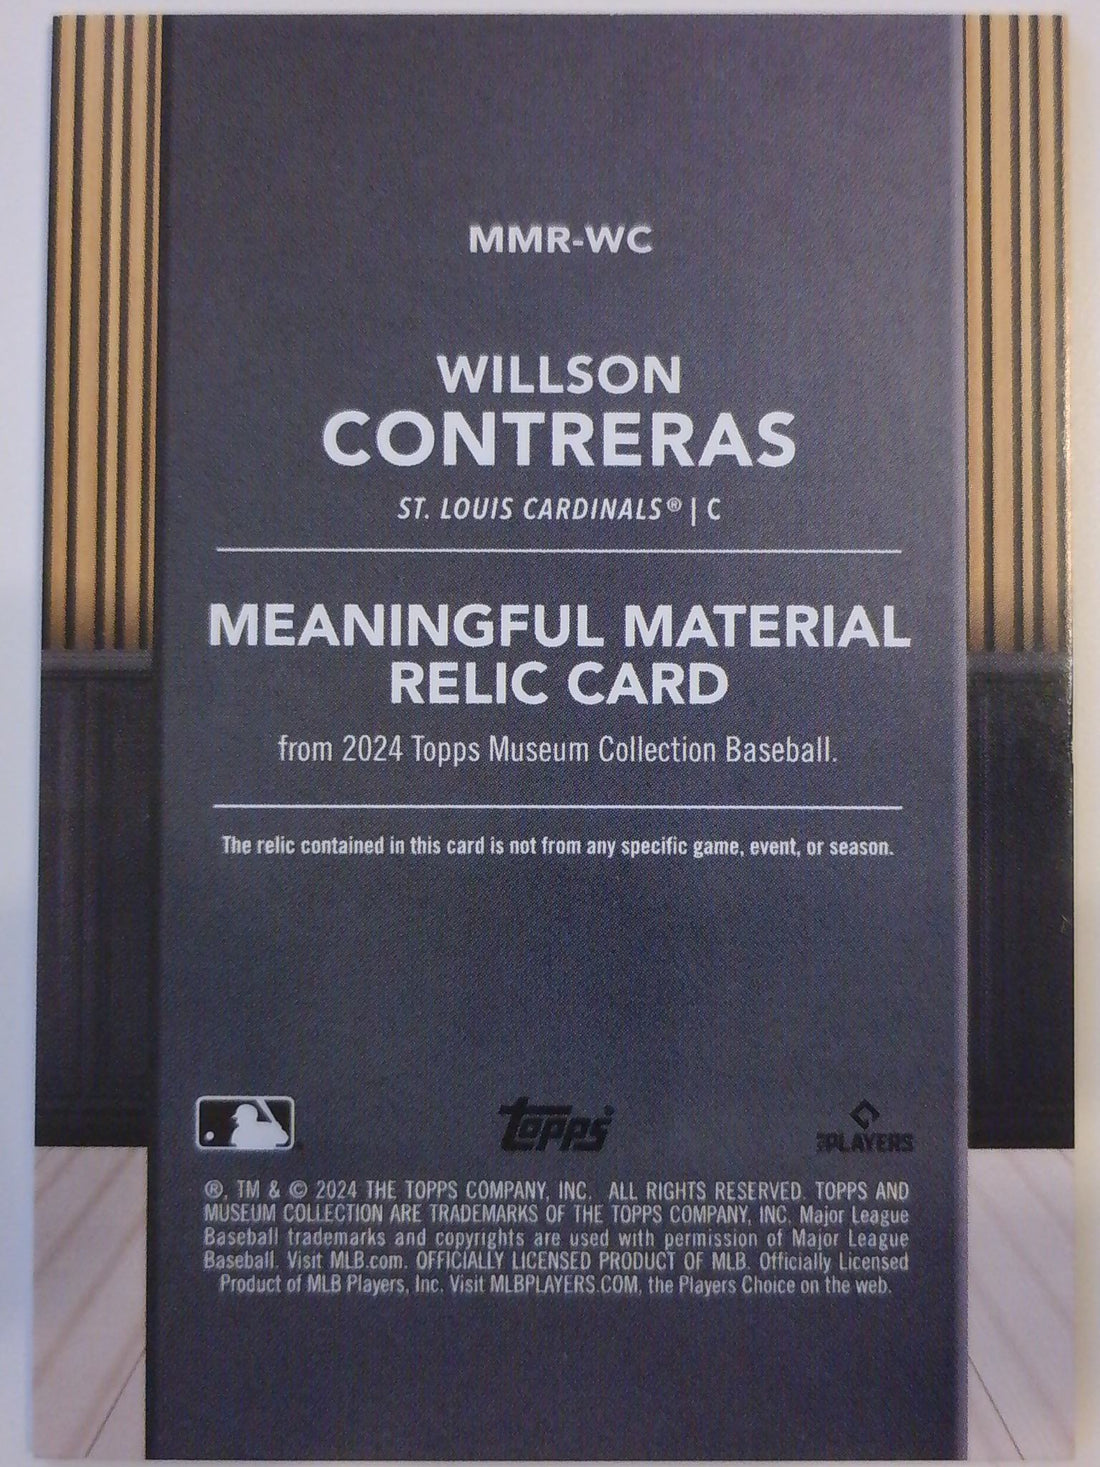 MMR-WC
WILLSON
CONTRERAS
ST. LOUIS CARDINALS® | C
MEANINGFUL MATERIAL
RELIC CARD
from 2024 Topps Museum Collection Baseball.
The relic contained in this card is not from any specific game, event, or season.
topps
PLAYERS
®, TM & © 2024 THE TOPPS COMPANY, INC. ALL RIGHTS RESERVED. TOPPS AND
MUSEUM COLLECTION ARE TRADEMARKS OF THE TOPPS COMPANY, INC. Major League
Baseball trademarks and copyrights are used with permission of Major League
Baseball. Visit MLB.com. OFFICIALLY LICENSED PRODUCT OF MLB. Officially Licensed
Product of MLB Players, Inc. Visit MLBPLAYERS.COM, the Players Choice on the web.